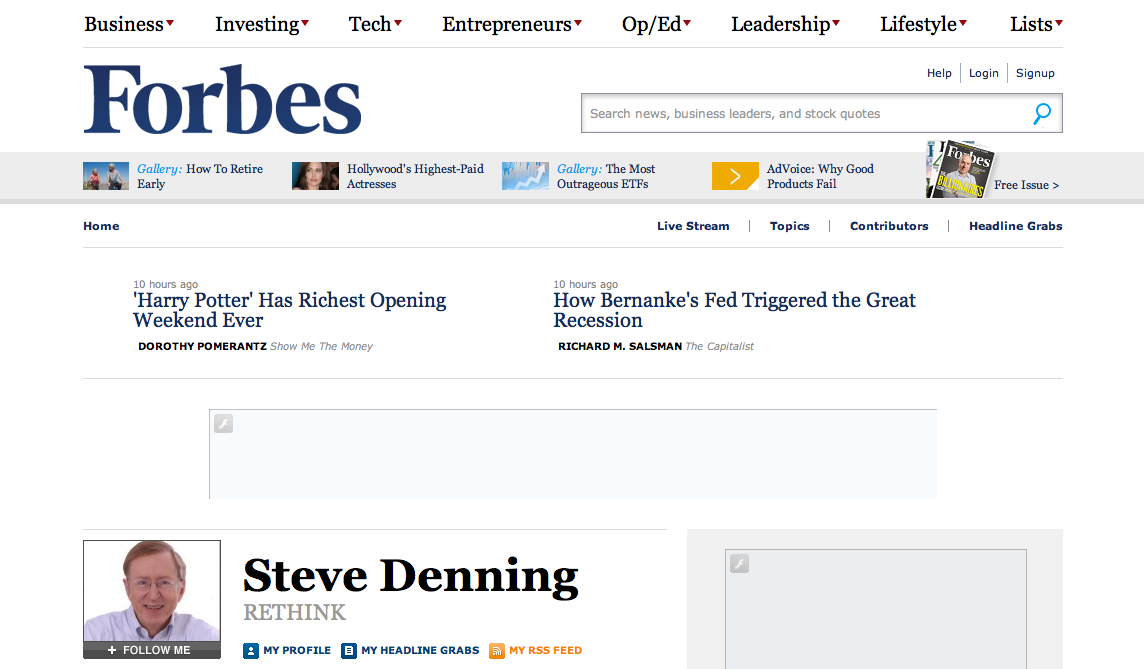 Business Investing Tech Entrepreneurs Op/Ed Leadership Lifestyle Lists
Forbes
Help Login Signup
Search news, business leaders, and stock quotes
Gallery: How To Retire
Early
Hollywood's Highest-Paid
Actresses
Gallery: The Most
Outrageous ETFs
AdVoice: Why Good
Products Fail
Forbes
BILLIONAIRES
Free Issue >
Home
Live Stream Topics Contributors Headline Grabs
10 hours ago
'Harry Potter' Has Richest Opening
Weekend Ever
DOROTHY POMERANTZ Show Me The Money
10 hours ago
How Bernanke's Fed Triggered the Great
Recession
RICHARD M. SALSMAN The Capitalist
Steve Denning
RETHINK
+ FOLLOW ME
MY PROFILE MY HEADLINE GRABS MY RSS FEED